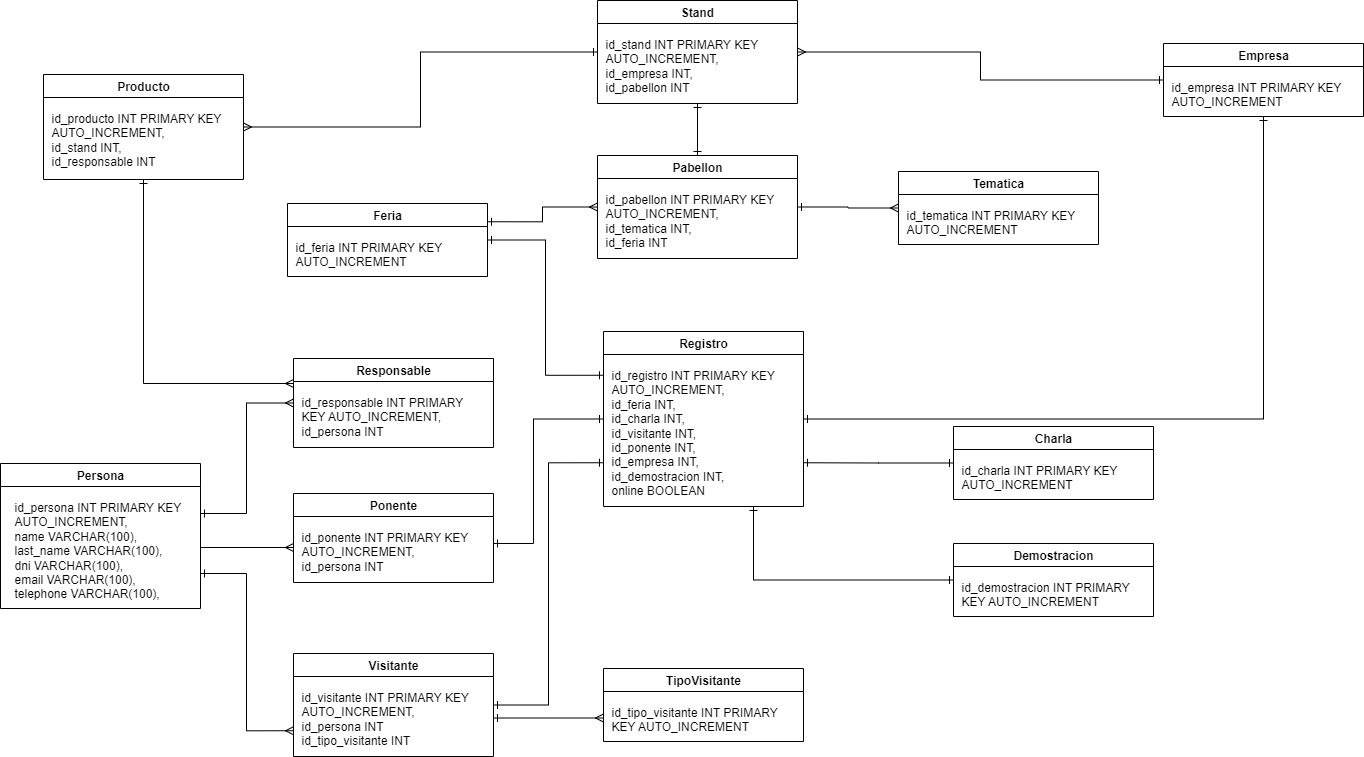 Stand
id_stand INT PRIMARY KEY
AUTO_INCREMENT,
id_empresa INT,
id_pabellon INT
Empresa
id_empresa INT PRIMARY KEY
AUTO_INCREMENT
Producto
id_producto INT PRIMARY KEY
AUTO_INCREMENT,
id_stand INT,
id_responsable INT
Pabellon
id_pabellon INT PRIMARY KEY
AUTO_INCREMENT,
id_tematica INT,
id_feria INT
Tematica
id_tematica INT PRIMARY KEY
AUTO_INCREMENT
Feria
id_feria INT PRIMARY KEY
AUTO_INCREMENT
Registro
id_registro INT PRIMARY KEY
AUTO_INCREMENT,
id_feria INT,
id_charla INT,
id_visitante INT,
id_ponente INT,
id_empresa INT,
id_demostracion INT,
online BOOLEAN
Responsable
id_responsable INT PRIMARY
KEY AUTO_INCREMENT,
id_persona INT
Charla
id_charla INT PRIMARY KEY
AUTO_INCREMENT
Persona
id_persona INT PRIMARY KEY
AUTO_INCREMENT,
name VARCHAR(100),
last_name VARCHAR(100),
dni VARCHAR(100),
email VARCHAR(100),
telephone VARCHAR(100),
Ponente
id_ponente INT PRIMARY KEY
AUTO_INCREMENT,
id_persona INT
Demostracion
id_demostracion INT PRIMARY
KEY AUTO_INCREMENT
Visitante
id_visitante INT PRIMARY KEY
AUTO_INCREMENT,
id_persona INT
id_tipo_visitante INT
TipoVisitante
id_tipo_visitante INT PRIMARY
KEY AUTO_INCREMENT